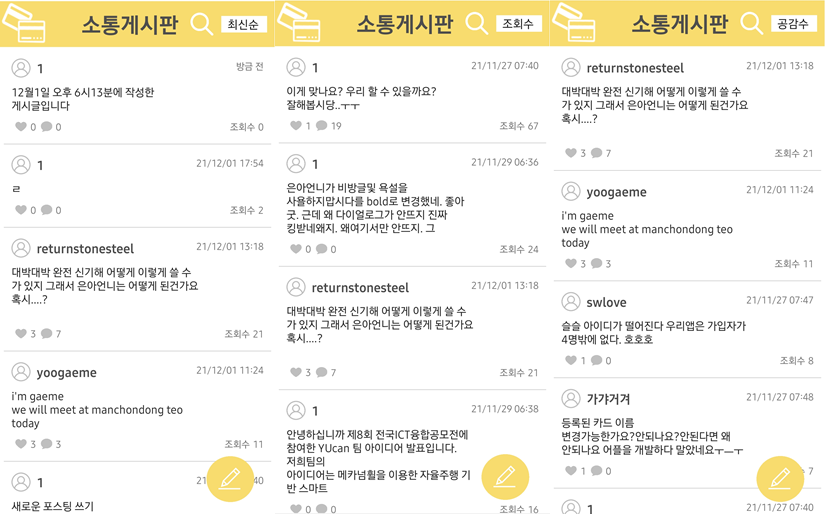 소통게시판
최신순
1
방금 전
12월1일 오후 6시13분에 작성한
게시글입니다
0 0
조회수 0
1
21/12/01 17:54
ㄹ
0 0
조회수 2
returnstonesteel
21/12/01 13:18
대박대박 완전 신기해 어떻게 이렇게 쓸 수
가 있지 그래서 은아언니는 어떻게 된건가요
혹시....?
3 7
조회수 21
yoogaeme
21/12/01 11:24
i'm gaeme
we will meet at manchondong teo
today
3 3
조회수 11
1
40
새로운 포스팅 쓰기
소통게시판
조회수
1
21/11/27 07:40
이게 맞나요? 우리 할 수 있을까요?
잘해봅시당..ㅜㅜ
1 19
조회수 67
1
21/11/29 06:36
은아언니가 비방글및 욕설을
사욜하지맙시다를 bold로 변경했네. 좋아
굿. 근데 왜 다이얼로그가 안뜨지 진짜
킹받네왜지. 왜여기서만 안뜨지. 그
0 0
조회수 24
returnstonesteel
21/12/01 13:18
대박대박 완전 신기해 어떻게 이렇게 쓸 수
가 있지 그래서 은아언니는 어떻게 된건가요
혹시....?
3 7
조회수 21
1
21/11/29 06:38
안녕하십니까 제8회 전국ICT융합공모전에
참여한 YUcan 팀 아이디어 발표입니다.
저희팀의
아이디어는 메카넘휠을 이용한 자율주행 기
반 스마트
0 0
조회수 16
소통게시판
공감수
returnstonesteel
21/12/01 13:18
대박대박 완전 신기해 어떻게 이렇게 쓸 수
가 있지 그래서 은아언니는 어떻게 된건가요
혹시....?
3 7
조회수 21
yoogaeme
21/12/01 11:24
i'm gaeme
we will meet at manchondong teo
today
3 3
조회수 11
swlove
21/11/27 07:47
슬슬 아이디가 떨어진다 우리앱은 가입자가
4명밖에 없다. 호호호
1 0
조회수 8
가갸거겨
21/11/27 07:48
등록된 카드 이름
변경가능한가요?안되나요?안된다면 왜
안되나요 어플을 개발하다 말았네요ㅜㅡㅜ
1 0
7
1
21/11/27 07:40